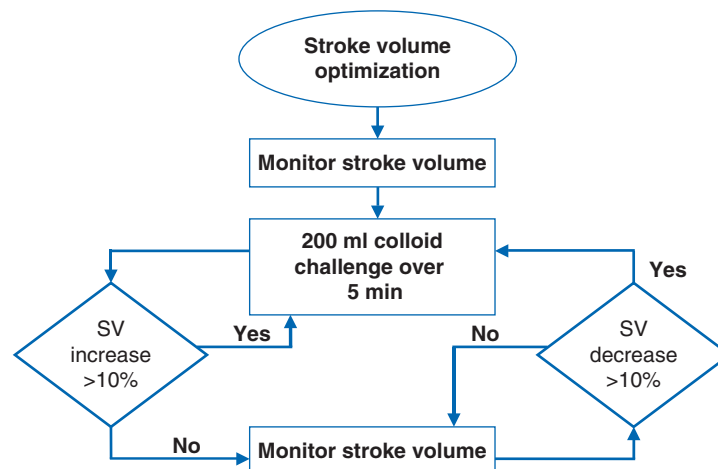 Stroke volume
optimization
Monitor stroke volume
200 ml colloid
challenge over
5 min
Yes
SV
increase
>10%
Yes
No
SV
decrease
>10%
No
Monitor stroke volume